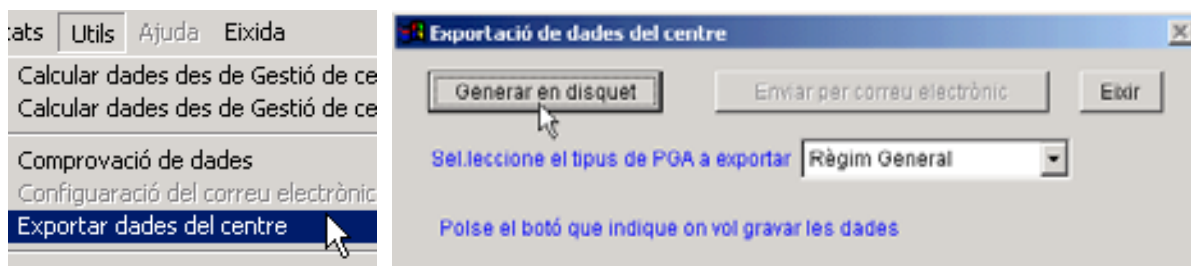 Utils Ajuda Eixida
Calcular dades des de Gestió de
Calcular dades des de Gestió de
Comprovació de dades
Configuaració del correu electrònic
Exportar dades del centre
Exportació de dades del centre
Generar en disquet
Enviar per correu electrònic
Eixir
Sel.leccione el tipus de PGA a exportar Règim General
Polse el botó que indique on vol gravar les dades